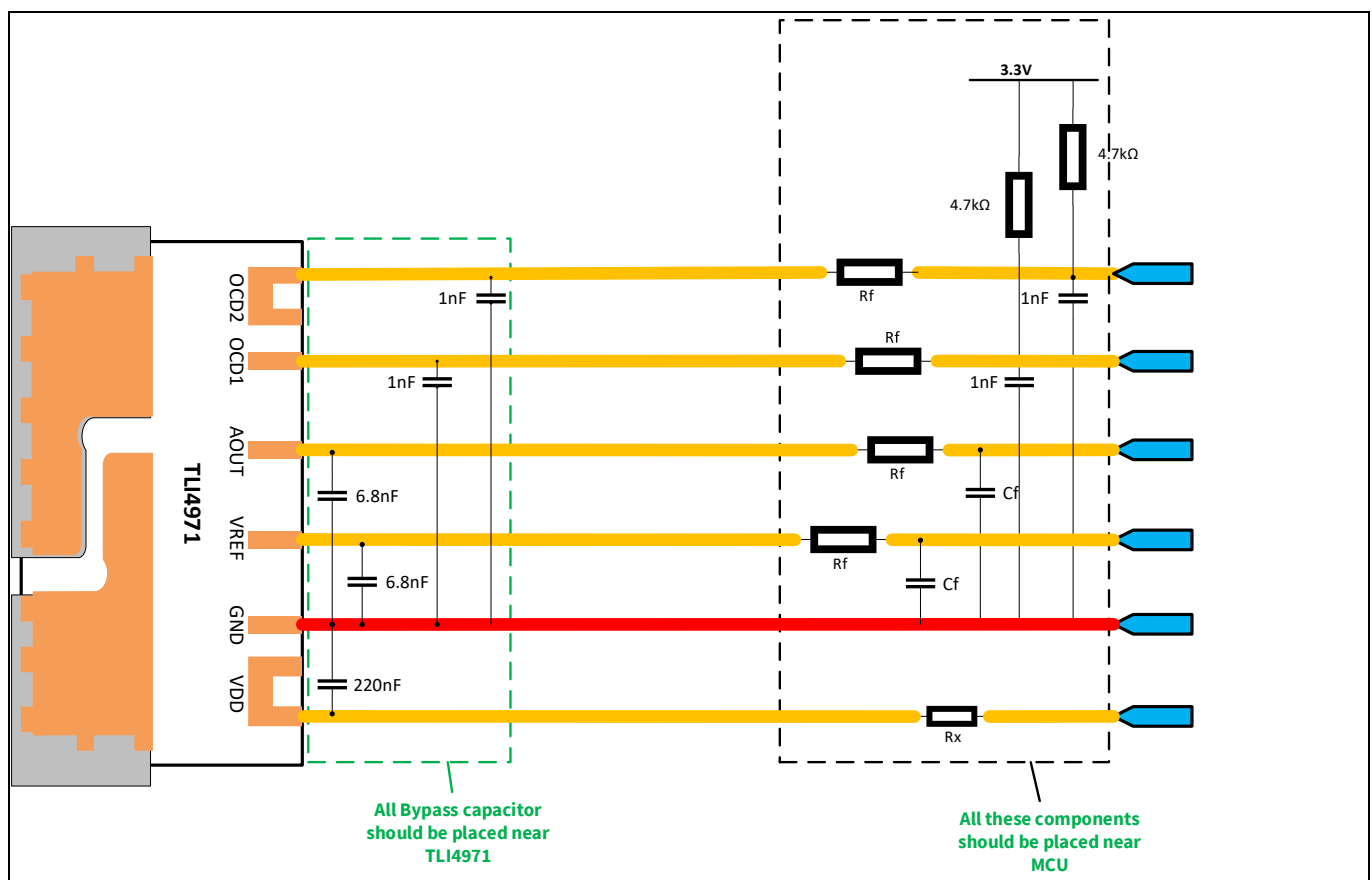 3.3V
4.7kΩ
4.7kΩ
OCD2
1nF
Rf
1nF
OCD1
1nF
Rf
1nF
AOUT
6.8nF
Rf
Cf
TLI4971
VREF
6.8nF
Rf
Cf
GND
VDD
220nF
Rx
All Bypass capacitor
should be placed near
TLI4971
All these components
should be placed near
MCU